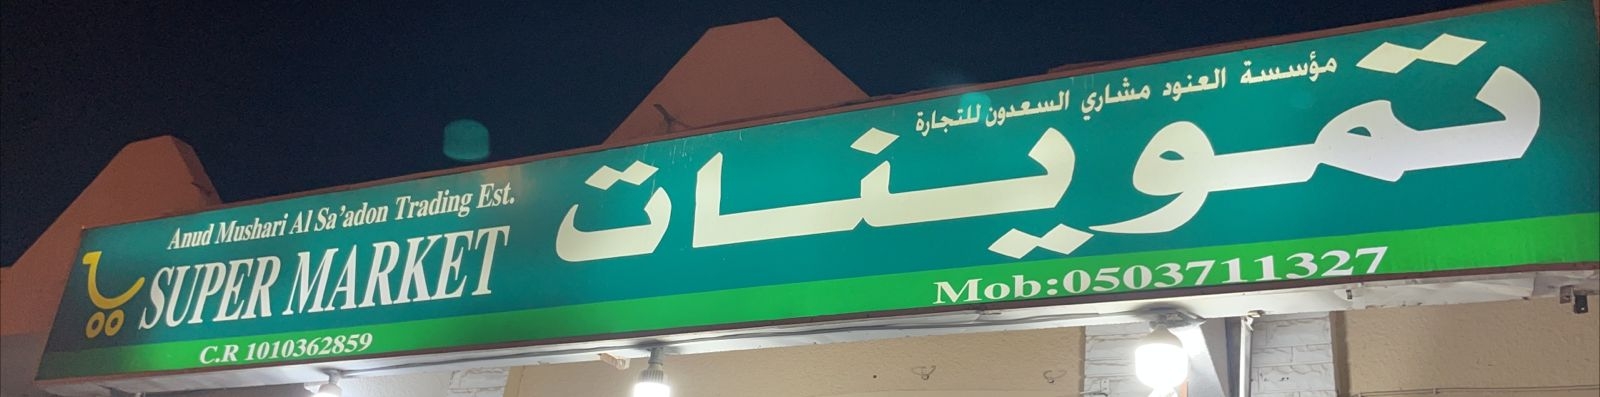 مؤسسة العنود مشاري السعدون للتجارة
تموينات
Anud Mushari Al Sa'adon Trading Est.
SUPER MARKET
Mob:0503711327
C.R 1010362859